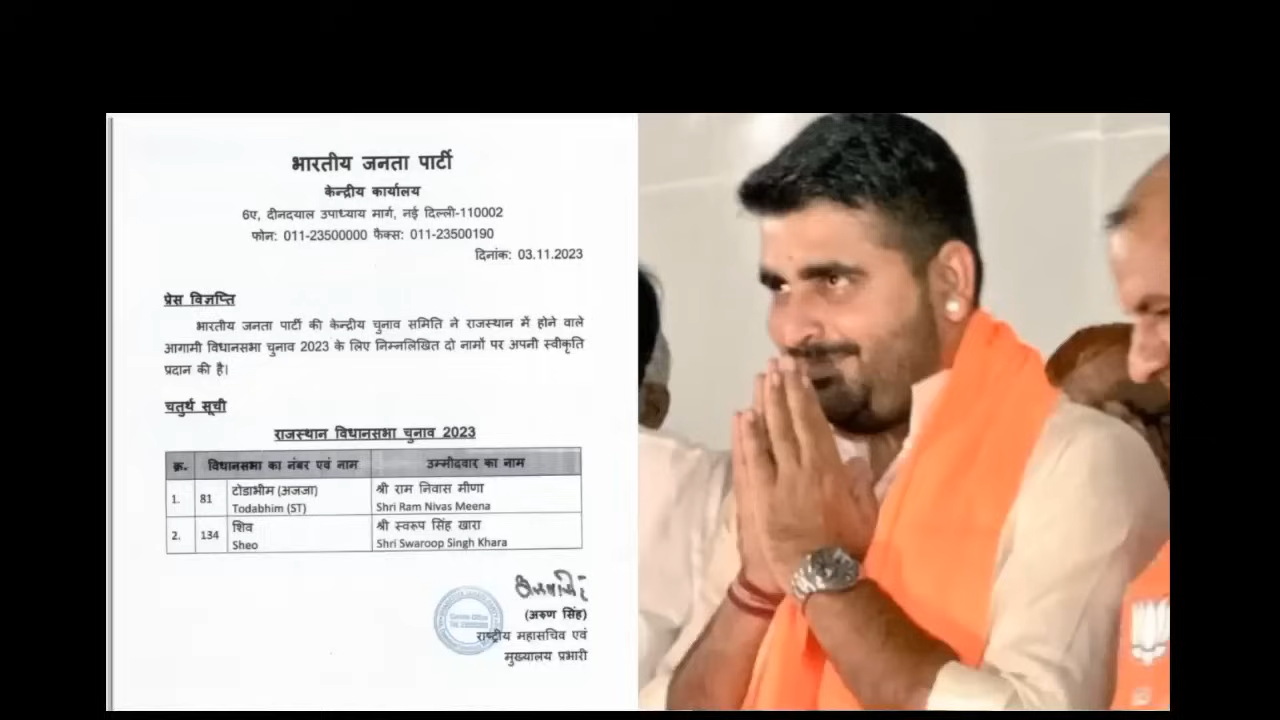 भारतीय जनता पार्टी
केन्द्रीय कार्यालय
6ए, दीनदयाल उपाध्याय मार्ग, नई दिल्ली-110002
फोन: 011-23500000 फैक्स: 011-23500190
दिनांक: 03.11.2023
प्रेस विज्ञप्ति
भारतीय जनता पार्टी की केन्द्रीय चुनाव समिति ने राजस्थान में होने वाले
आगामी विधानसभा चुनाव 2023 के लिए निम्नलिखित दो नामों पर अपनी स्वीकृति
प्रदान की है।
चतुर्थ सूची
राजस्थान विधानसभा चुनाव 2023
क्र. विधानसभा का नंबर एवं नाम उम्मीदवार का नाम
1. 81 टोडाभीम (अजजा) श्री राम निवास मीणा
Todabhim (ST) Shri Ram Nivas Meena
2. 134 शिव श्री स्वरूप सिंह खारा
Sheo Shri Swaroop Singh Khara
(अरुण सिंह)
राष्ट्रीय महासचिव एवं
मुख्यालय प्रभारी